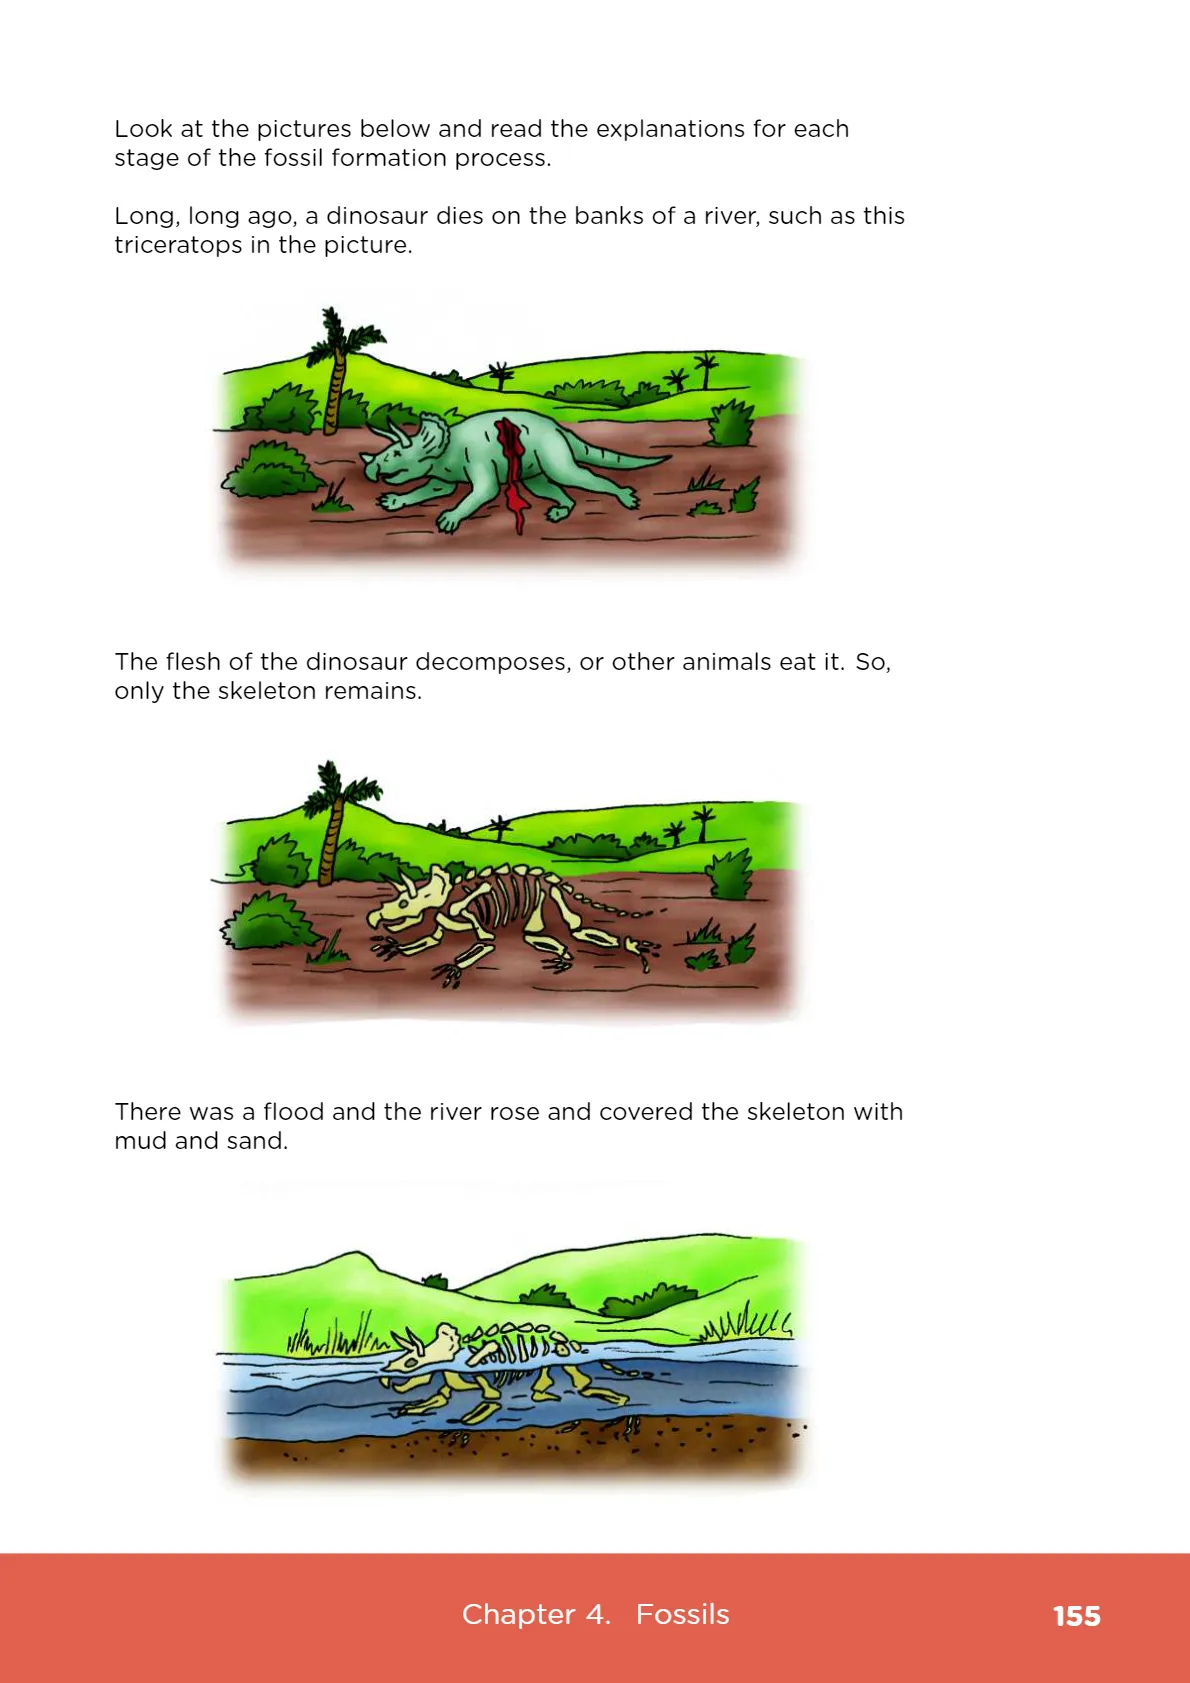 Look at the pictures below and read the explanations for each
stage of the fossil formation process.
Long, long ago, a dinosaur dies on the banks of a river, such as this
triceratops in the picture.
The flesh of the dinosaur decomposes, or other animals eat it. So,
only the skeleton remains.
There was a flood and the river rose and covered the skeleton with
mud and sand.
Chapter 4. Fossils
155